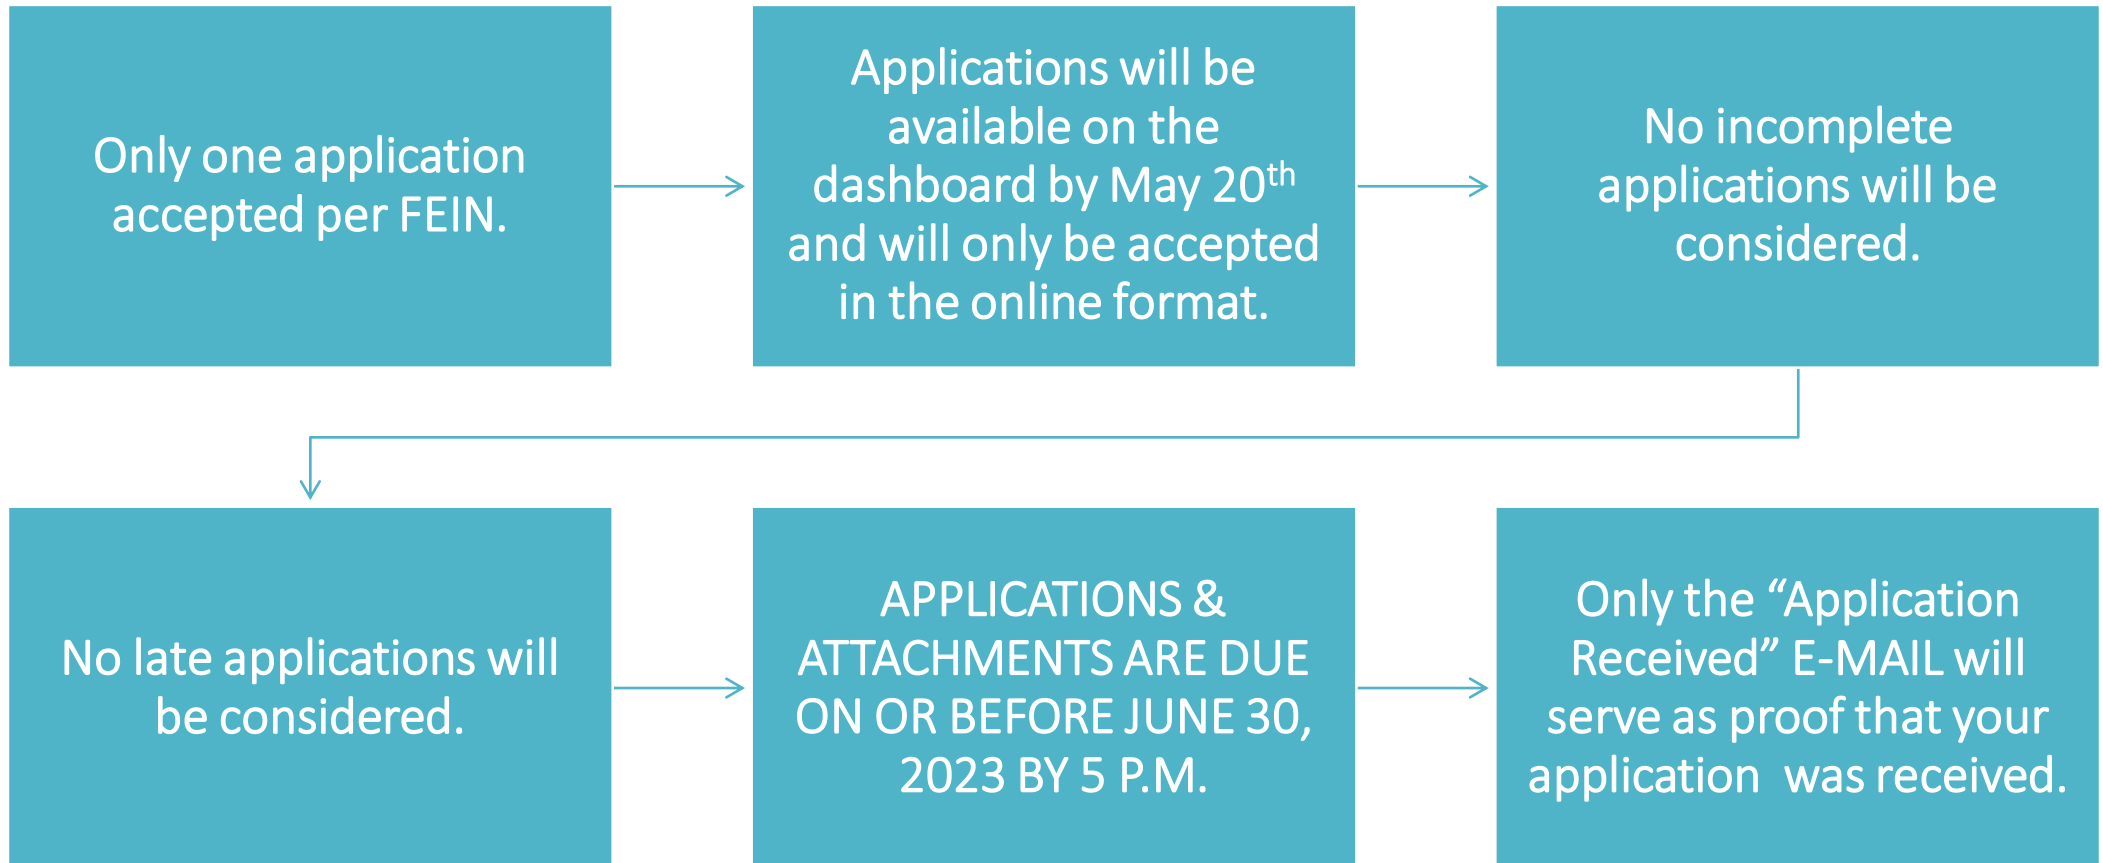 Only one application
accepted per FEIN.
Applications will be
available on the
dashboard by May 20th
and will only be accepted
in the online format.
No incomplete
applications will be
considered.
No late applications will
be considered.
APPLICATIONS &
ATTACHMENTS ARE DUE
ON OR BEFORE JUNE 30,
2023 BY 5 P.M.
Only the “Application
Received” E-MAIL will
serve as proof that your
application  was received.